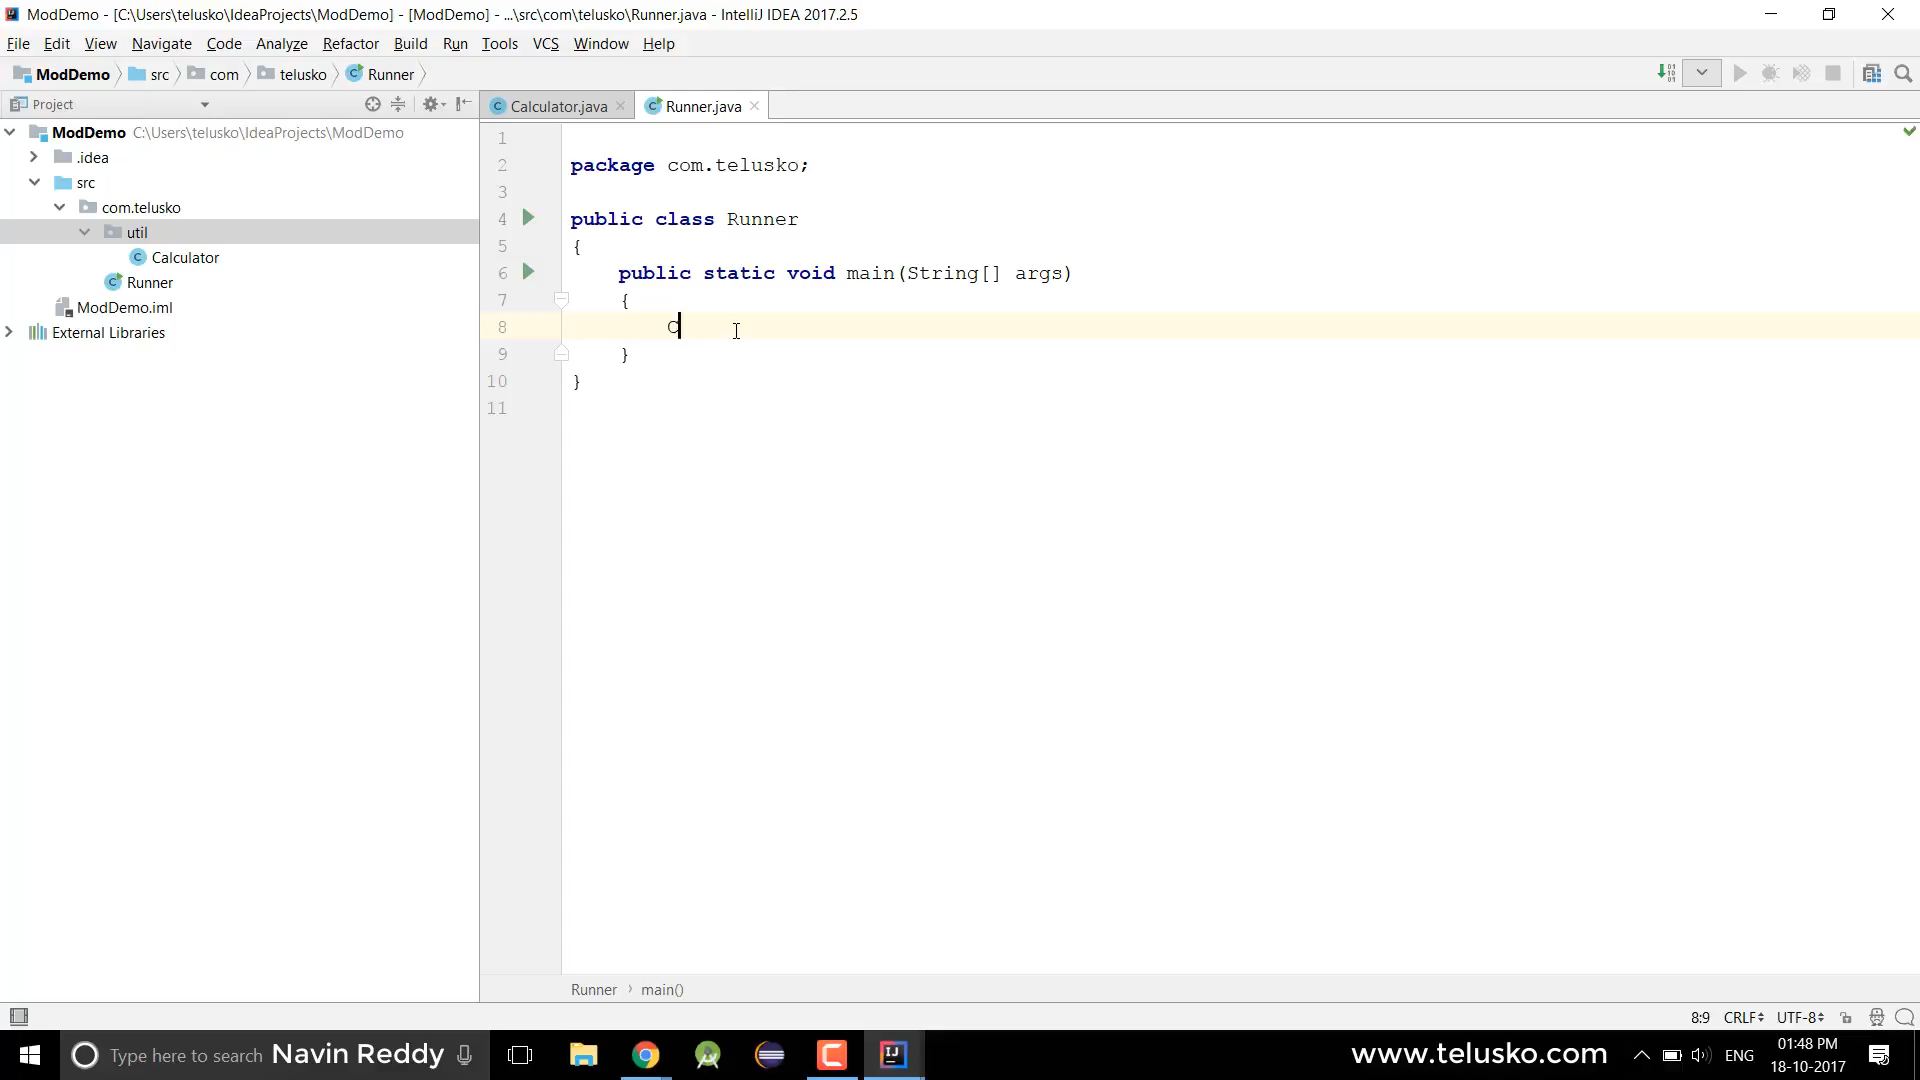 ModDemo - [C:\Users\telusko\IdeaProjects\ModDemo] - [ModDemo] - ...\src\com\telusko\Runner.java - IntelliJ IDEA 2017.2.5
File Edit View Navigate Code Analyze Refactor Build Run Tools VCS Window Help
ModDemo src com telusko Runner
Project
Calculator.java Runner.java
ModDemo C:\Users\telusko\IdeaProjects\ModDemo
.idea
src
com.telusko
util
Calculator
Runner
ModDemo.iml
External Libraries
1
2 package com.telusko;
3
4 public class Runner
5 {
6 public static void main(String[] args)
7 {
8 C
9 }
10 }
11
Runner › main()
8:9 CRLF UTF-8
Type here to search Navin Reddy
www.telusko.com
ENG
01:48 PM
18-10-2017